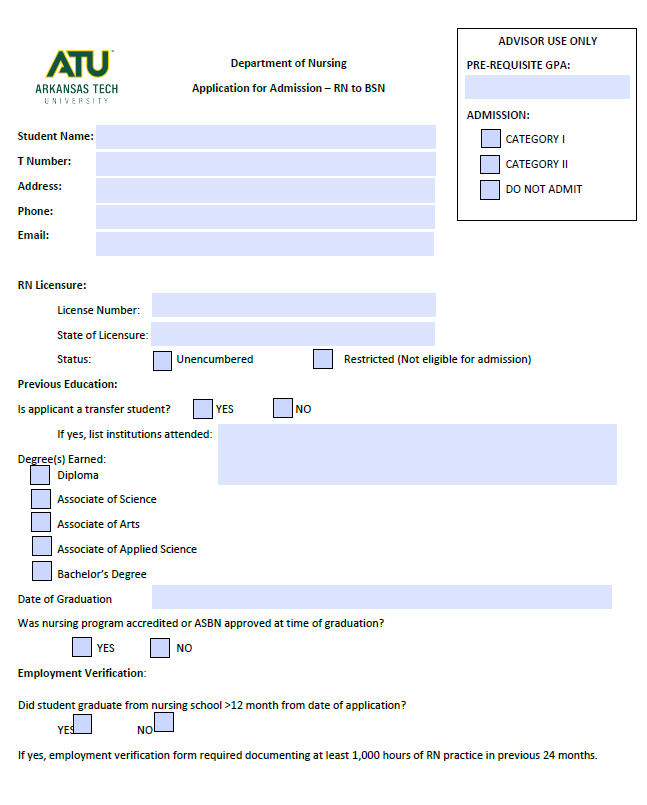 ATU
ARKANSAS TECH
UNIVERSITY
Department of Nursing
Application for Admission – RN to BSN
ADVISOR USE ONLY
PRE-REQUISITE GPA:
ADMISSION:
CATEGORY I
CATEGORY II
DO NOT ADMIT
Student Name:
T Number:
Address:
Phone:
Email:
RN Licensure:
License Number:
State of Licensure:
Status: Unencumbered Restricted (Not eligible for admission)
Previous Education:
Is applicant a transfer student? YES NO
If yes, list institutions attended:
Degree(s) Earned:
Diploma
Associate of Science
Associate of Arts
Associate of Applied Science
Bachelor’s Degree
Date of Graduation
Was nursing program accredited or ASBN approved at time of graduation?
YES NO
Employment Verification:
Did student graduate from nursing school >12 month from date of application?
YES NO
If yes, employment verification form required documenting at least 1,000 hours of RN practice in previous 24 months.